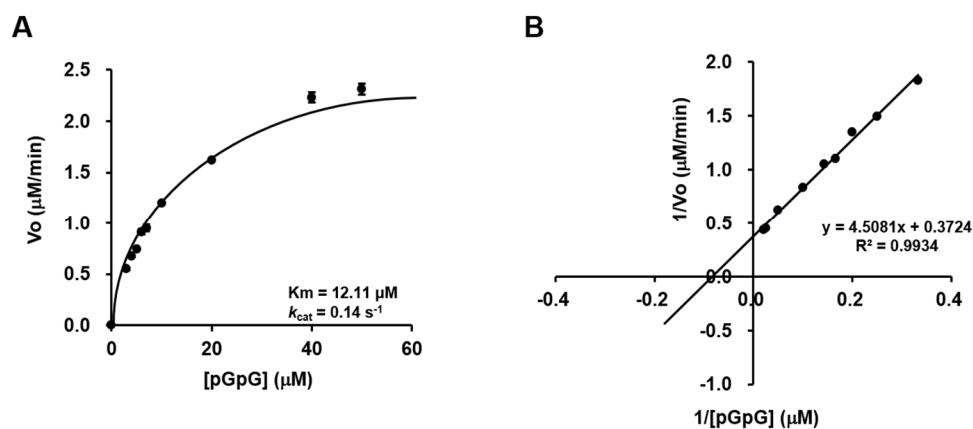 A
Vo (μM/min)
2.5
2.0
1.5
1.0
0.5
0.0
0
20
40
60
Km = 12.11 μM
kcat = 0.14 s⁻¹
[pGpG] (μM)
B
1/Vo (μM/min)
2.0
1.5
1.0
0.5
0.0
-0.5
-1.0
-0.4
-0.2
0.0
0.2
0.4
y = 4.5081x + 0.3724
R² = 0.9934
1/[pGpG] (μM)